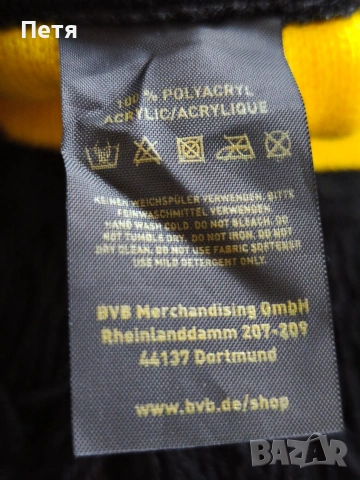 Петя
100% POLYACRYL
ACRYLIC/ACRYLIQUE
KEINEN WEICHSPÜLER VERWENDEN, BITTE
FEINWASCHMITTEL VERWENDEN.
HAND WASH COLD. DO NOT BLEACH. DO
NOT TUMBLE DRY. DO NOT IRON. DO NOT
DRY CLEAN. DO NOT USE FABRIC SOFTENER
USE MILD DETERGENT ONLY.
BVB Merchandising GmbH
Rheinlanddamm 207-209
44137 Dortmund
www.bvb.de/shop
BAZAR